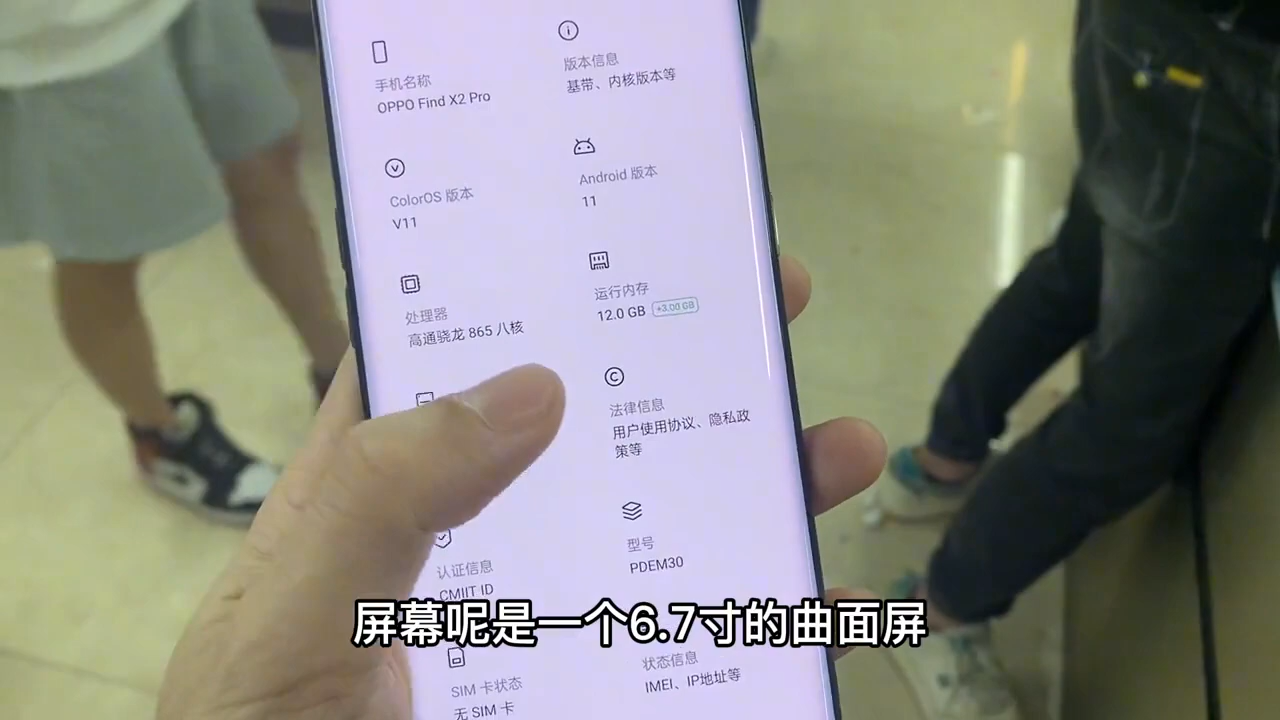 手机名称
OPPO Find X2 Pro
版本信息
基带、内核版本等
ColorOS 版本
V11
Android 版本
11
处理器
高通骁龙 865 八核
运行内存
12.0 GB +3.00 GB
法律信息
用户使用协议、隐私政
策等
认证信息
CMIIT ID
型号
PDEM30
屏幕呢是一个6.7寸的曲面屏
SIM 卡状态
无 SIM 卡
状态信息
IMEI、IP地址等